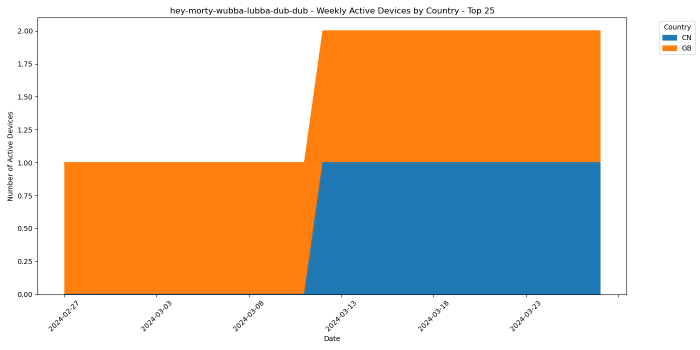 hey-morty-wubba-lubba-dub-dub - Weekly Active Devices by Country - Top 25
Country
CN
GB
Number of Active Devices
2.00
1.75
1.50
1.25
1.00
0.75
0.50
0.25
0.00
2024-02-27
2024-03-03
2024-03-08
2024-03-13
2024-03-18
2024-03-23
Date